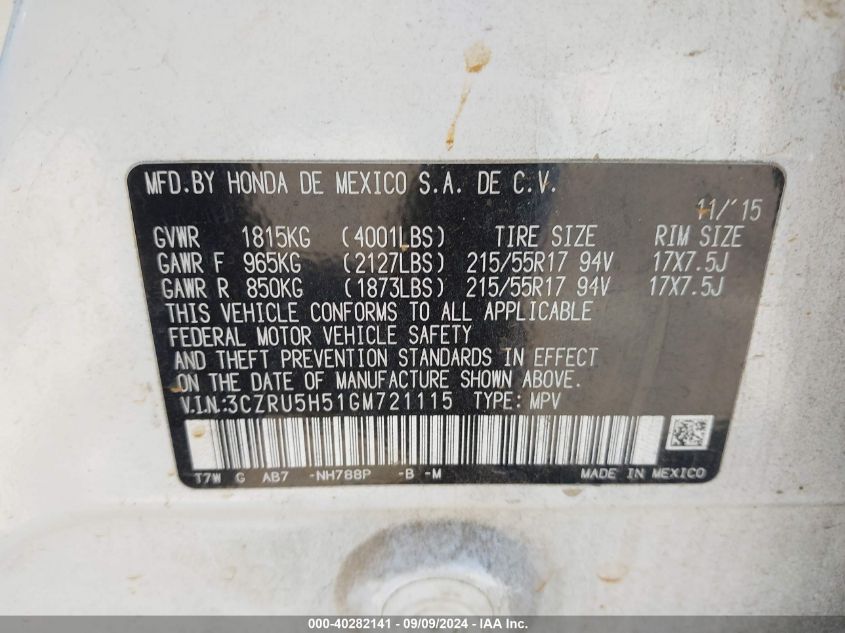 MFD.BY HONDA DE MEXICO S.A. DE C.V.
11/'15
GVWR 1815KG (4001LBS) TIRE SIZE RIM SIZE
GAWR F 965KG (2127LBS) 215/55R17 94V 17X7.5J
GAWR R 850KG (1873LBS) 215/55R17 94V 17X7.5J
THIS VEHICLE CONFORMS TO ALL APPLICABLE
FEDERAL MOTOR VEHICLE SAFETY
AND THEFT PREVENTION STANDARDS IN EFFECT
ON THE DATE OF MANUFACTURE SHOWN ABOVE.
V.I.N.:3CZRU5H51GM721115 TYPE: MPV
T7W G AB7 -NH788P -B -M MADE IN MEXICO
000-40282141 - 09/09/2024 - IAA Inc.